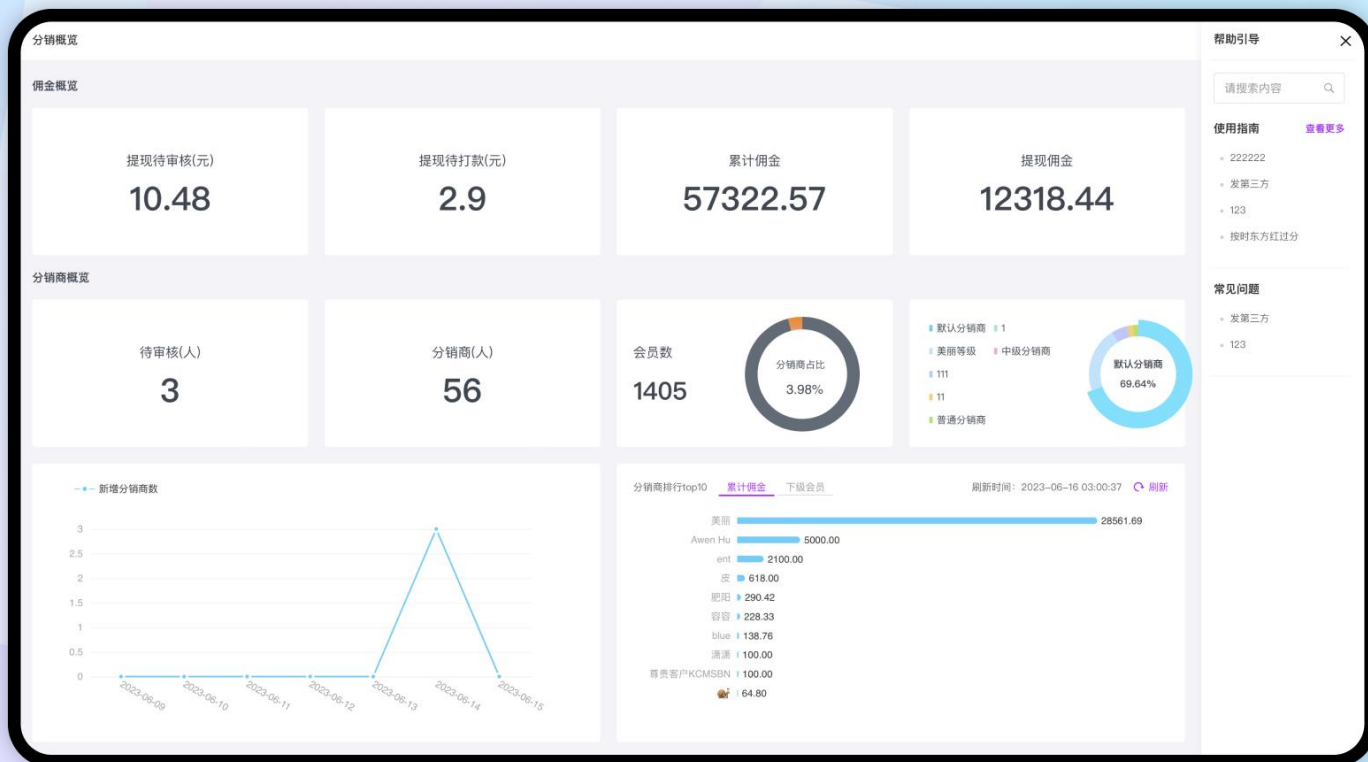 分销概览
佣金概览
提现待审核(元)
10.48
提现待打款(元)
2.9
累计佣金
57322.57
提现佣金
12318.44
分销商概览
待审核(人)
3
分销商(人)
56
会员数
1405
分销商占比
3.98%
默认分销商 1
美丽等级 中级分销商
111
11
普通分销商
默认分销商
69.64%
新增分销商数
3
2.5
2
1.5
1
0.5
0
2023-06-09
2023-06-10
2023-06-11
2023-06-12
2023-06-13
2023-06-14
2023-06-15
分销商排行top10 累计佣金 下级会员 刷新时间：2023-06-16 03:00:37 刷新
美丽 28561.69
Awen Hu 5000.00
ent 2100.00
皮 618.00
肥阳 290.42
容容 228.33
blue 138.76
潇潇 100.00
尊贵客户KCMSBN 100.00
🐌 64.80
帮助引导
请搜索内容
使用指南 查看更多
222222
发第三方
123
按时东方红过分
常见问题
发第三方
123